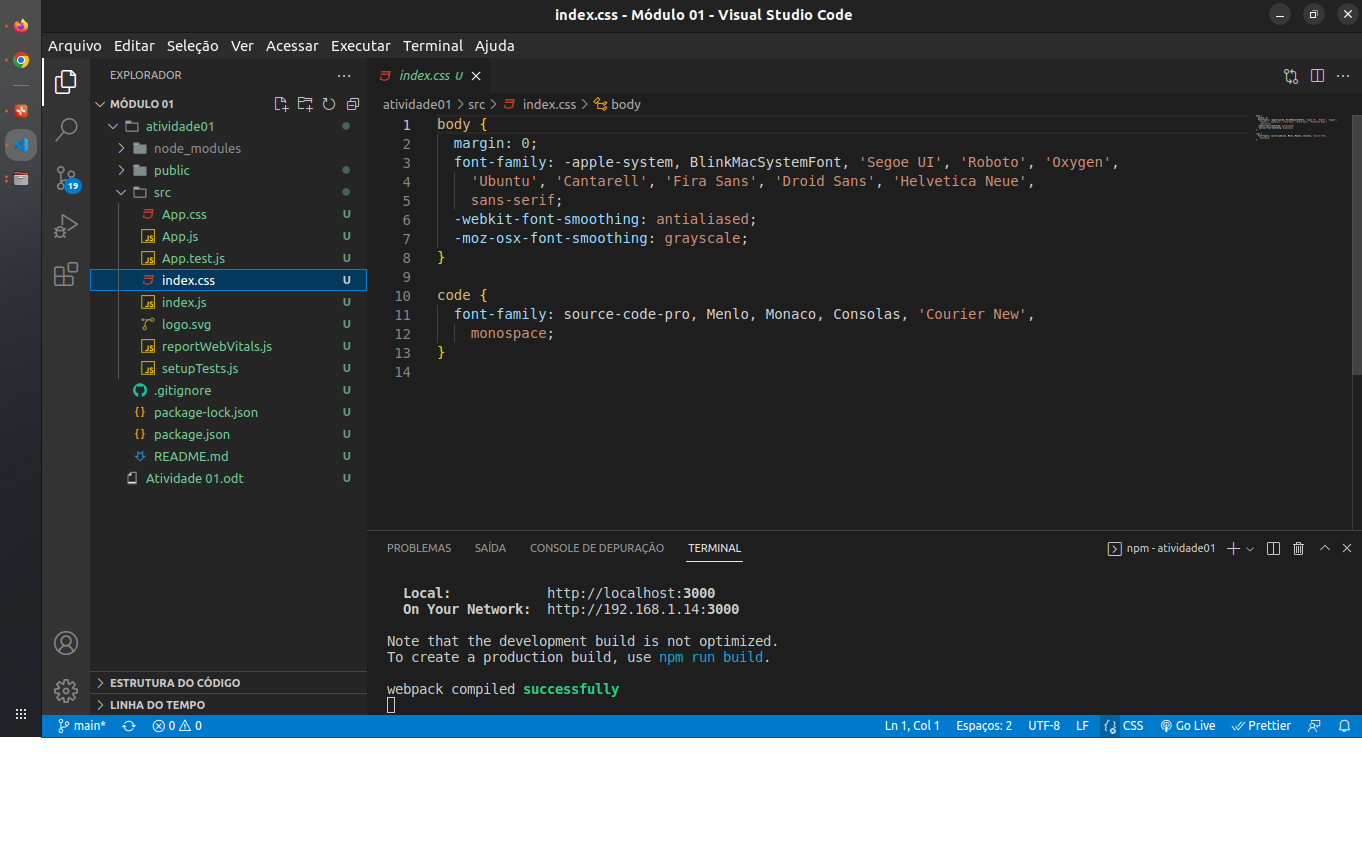 index.css - Módulo 01 - Visual Studio Code
Arquivo Editar Seleção Ver Acessar Executar Terminal Ajuda
EXPLORADOR
MÓDULO 01
atividade01
node_modules
public
src
App.css U
App.js U
App.test.js U
index.css U
index.js U
logo.svg U
reportWebVitals.js U
setupTests.js U
.gitignore U
package-lock.json U
package.json U
README.md U
Atividade 01.odt U
ESTRUTURA DO CÓDIGO
LINHA DO TEMPO
19
index.css U
atividade01 > src > index.css > body
1 body {
2 margin: 0;
3 font-family: -apple-system, BlinkMacSystemFont, 'Segoe UI', 'Roboto', 'Oxygen',
4 'Ubuntu', 'Cantarell', 'Fira Sans', 'Droid Sans', 'Helvetica Neue',
5 sans-serif;
6 -webkit-font-smoothing: antialiased;
7 -moz-osx-font-smoothing: grayscale;
8 }
9
10 code {
11 font-family: source-code-pro, Menlo, Monaco, Consolas, 'Courier New',
12 monospace;
13 }
14
PROBLEMAS SAÍDA CONSOLE DE DEPURAÇÃO TERMINAL npm - atividade01
Local: http://localhost:3000
On Your Network: http://192.168.1.14:3000
Note that the development build is not optimized.
To create a production build, use npm run build.
webpack compiled successfully
main* 0 0 Ln 1, Col 1 Espaços: 2 UTF-8 LF CSS Go Live Prettier